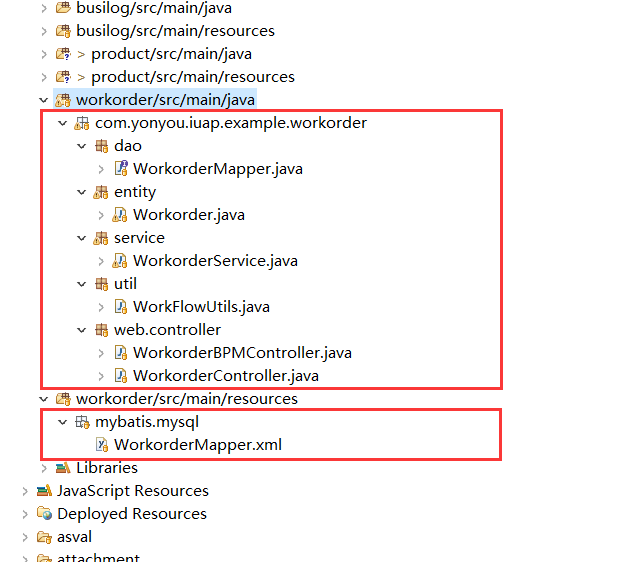 busilog/src/main/java
busilog/src/main/resources
> product/src/main/java
> product/src/main/resources
workorder/src/main/java
com.yonyou.iuap.example.workorder
dao
WorkorderMapper.java
entity
Workorder.java
service
WorkorderService.java
util
WorkFlowUtils.java
web.controller
WorkorderBPMController.java
WorkorderController.java
workorder/src/main/resources
mybatis.mysql
WorkorderMapper.xml
Libraries
JavaScript Resources
Deployed Resources
asval
attachment